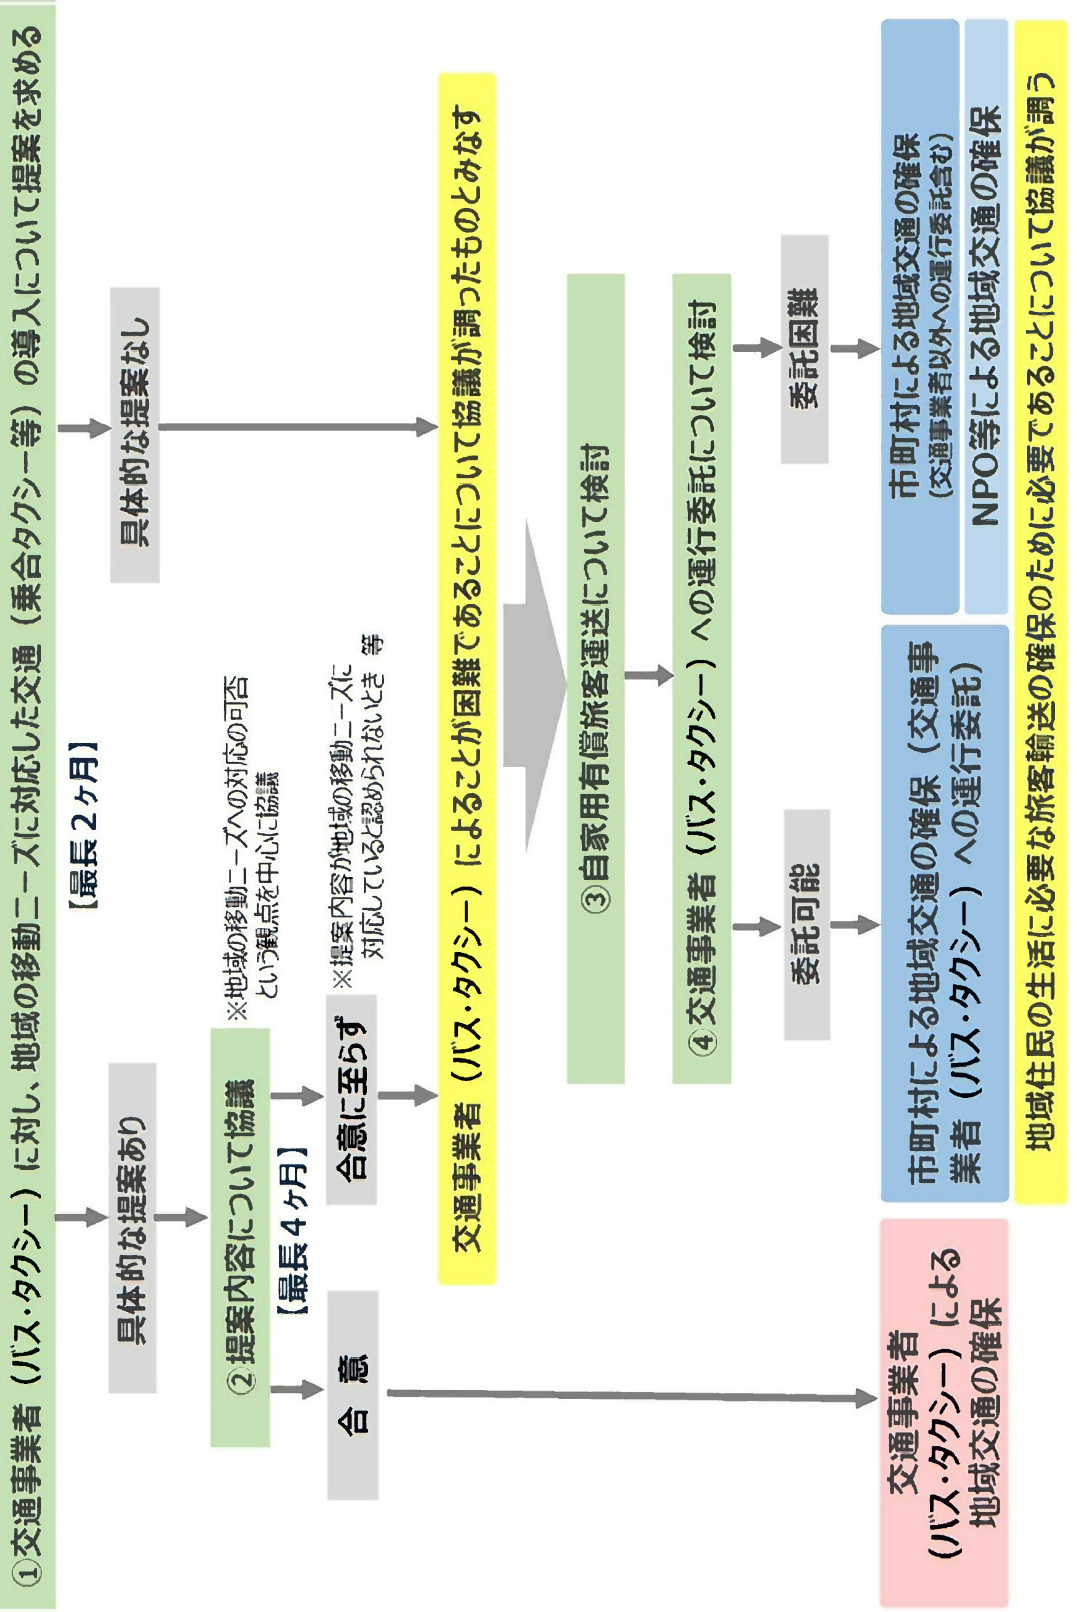 ①交通事業者（バス・タクシー）に対し、地域の移動ニーズに対応した交通（乗合タクシー等）の導入について提案を求める
【最長２ヶ月】
具体的な提案あり
具体的な提案なし
②提案内容について協議
※地域の移動ニーズへの対応の可否
という観点を中心に協議
【最長４ヶ月】
合　意
合意に至らず
※提案内容が地域の移動ニーズに
対応していると認められないとき　等
交通事業者（バス・タクシー）によることが困難であることについて協議が調ったものとみなす
③自家用有償旅客運送について検討
④交通事業者（バス・タクシー）への運行委託について検討
委託可能
委託困難
交通事業者
（バス・タクシー）による
地域交通の確保
市町村による地域交通の確保（交通事
業者（バス・タクシー）への運行委託）
市町村による地域交通の確保
（交通事業者以外への運行委託含む）
NPO等による地域交通の確保
地域住民の生活に必要な旅客輸送の確保のために必要であることについて協議が調う